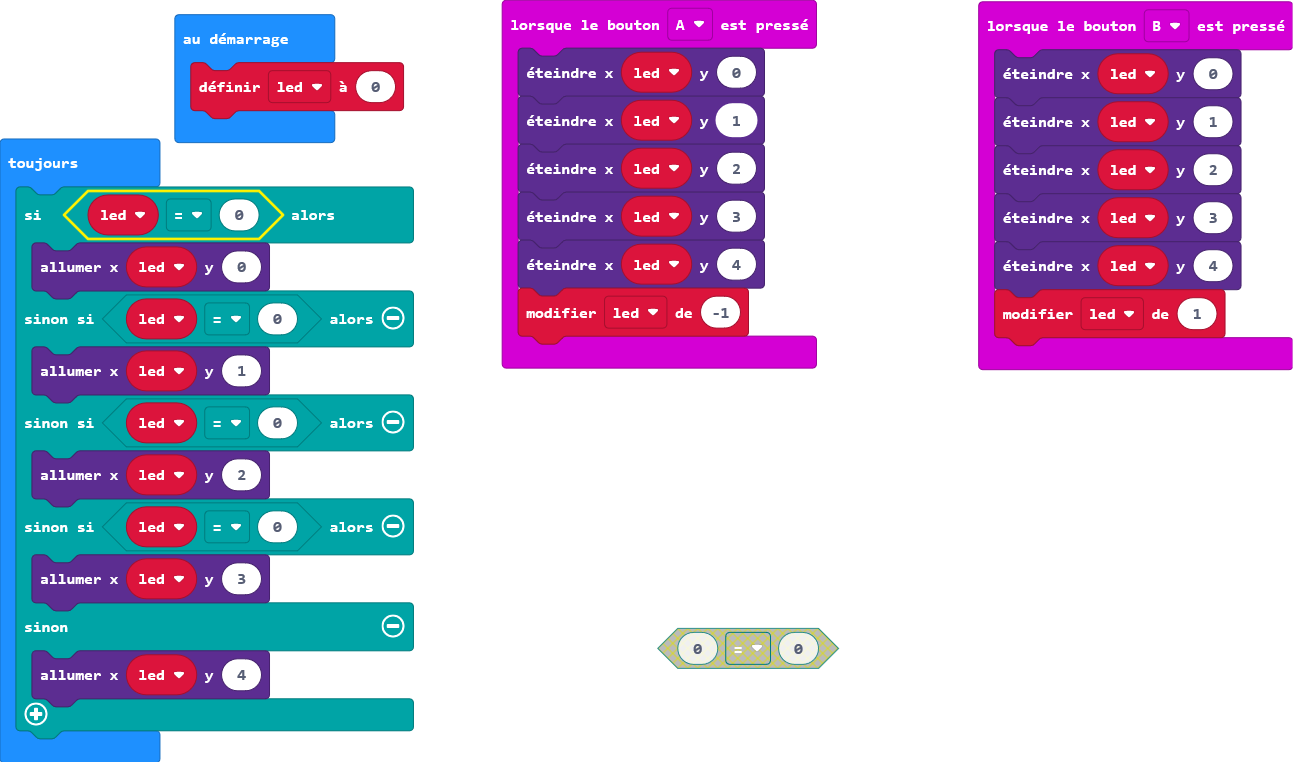 au démarrage
définir led à 0
toujours
si led = 0 alors
allumer x led y 0
sinon si led = 0 alors
allumer x led y 1
sinon si led = 0 alors
allumer x led y 2
sinon si led = 0 alors
allumer x led y 3
sinon
allumer x led y 4
lorsque le bouton A est pressé
éteindre x led y 0
éteindre x led y 1
éteindre x led y 2
éteindre x led y 3
éteindre x led y 4
modifier led de -1
lorsque le bouton B est pressé
éteindre x led y 0
éteindre x led y 1
éteindre x led y 2
éteindre x led y 3
éteindre x led y 4
modifier led de 1
0 = 0